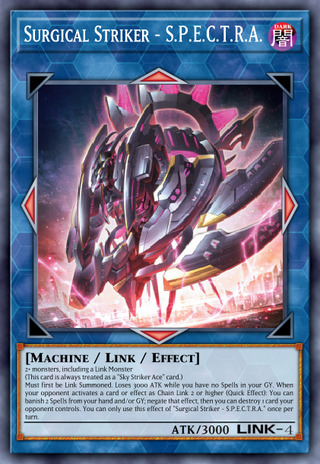 Surgical Striker - S.P.E.C.T.R.A.
DARK
闇
[Machine / Link / Effect]
2+ monsters, including a Link Monster
(This card is always treated as a "Sky Striker Ace" card.)
Must first be Link Summoned. Loses 3000 ATK while you have no Spells in your GY. When
your opponent activates a card or effect as Chain Link 2 or higher (Quick Effect): You can
banish 2 Spells from your hand and/or GY; negate that effect, then you can destroy 1 card your
opponent controls. You can only use this effect of "Surgical Striker - S.P.E.C.T.R.A." once per
turn.
ATK/3000 LINK-4